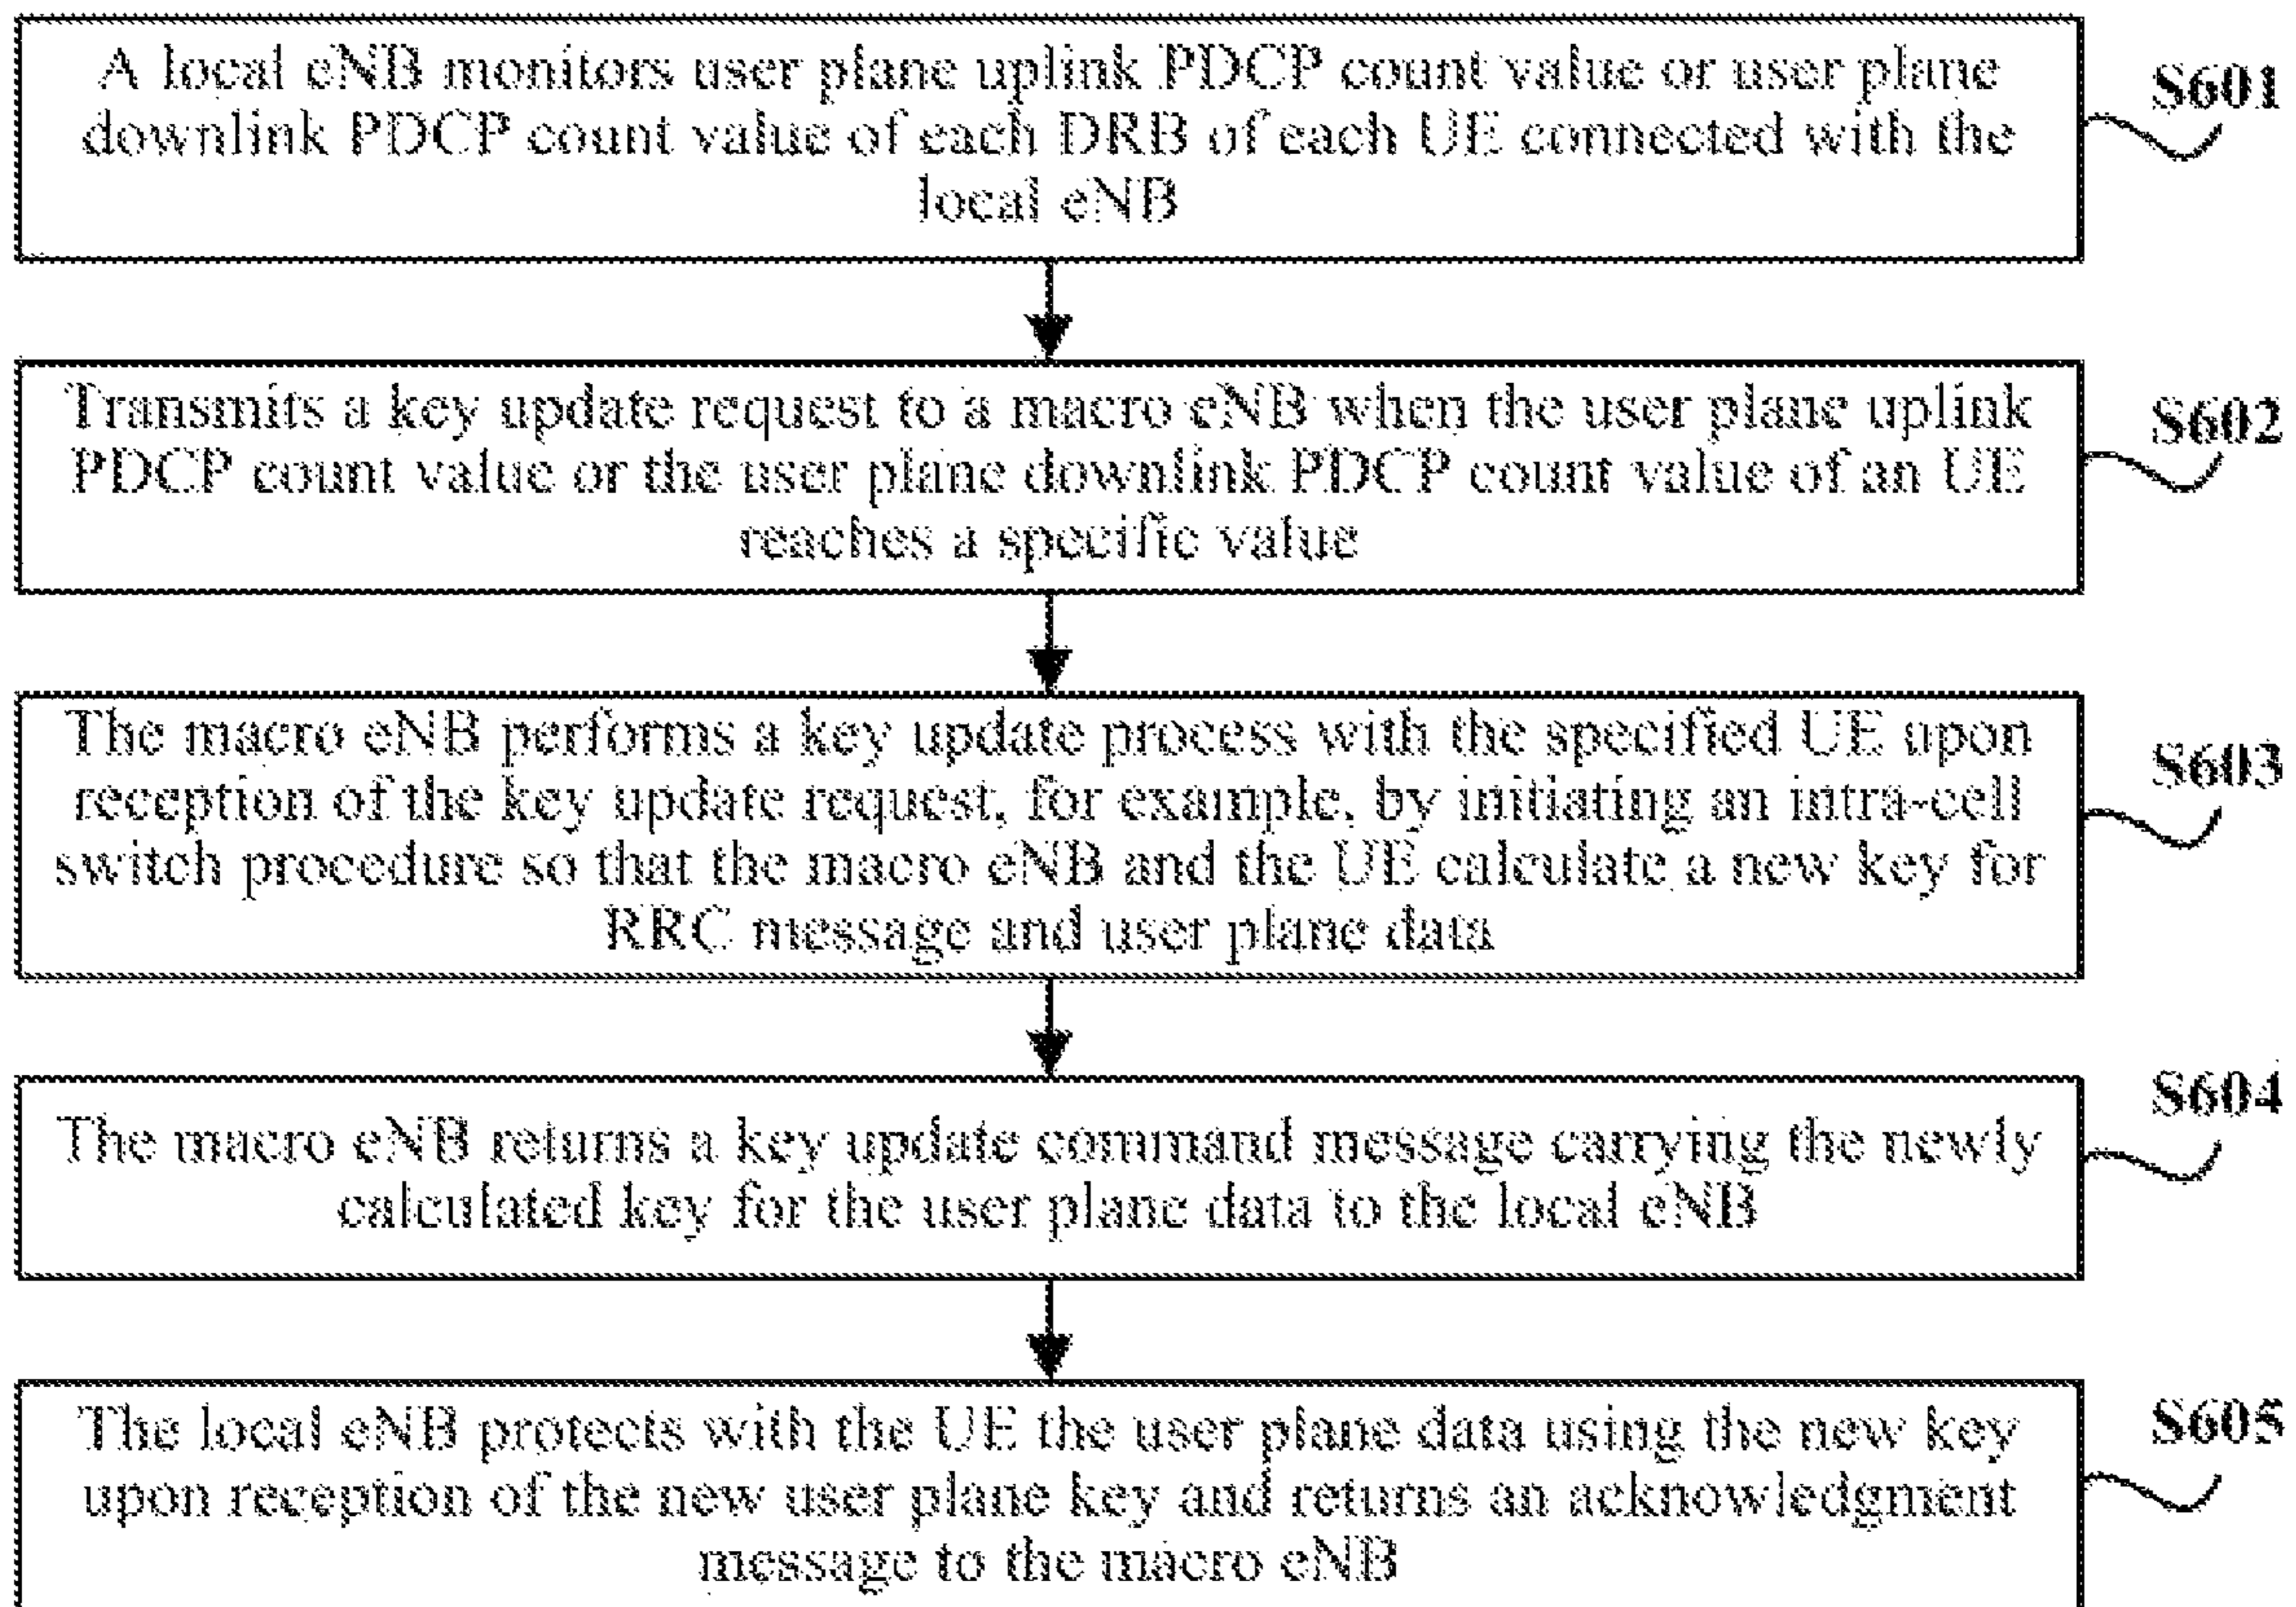 A local eNB monitors user plane uplink PDCP count value or user plane
downlink PDCP count value of each DRB of each UE connected with the
local eNB
S601
Transmits a key update request to a macro eNB when the user plane uplink
PDCP count value or the user plane downlink PDCP count value of an UE
reaches a specific value
S602
The macro eNB performs a key update process with the specified UE upon
reception of the key update request, for example, by initiating an intra-cell
switch procedure so that the macro eNB and the UE calculate a new key for
RRC message and user plane data
S603
The macro eNB returns a key update command message carrying the newly
calculated key for the user plane data to the local eNB
S604
The local eNB protects with the UE the user plane data using the new key
upon reception of the new user plane key and returns an acknowledgment
message to the macro eNB
S605